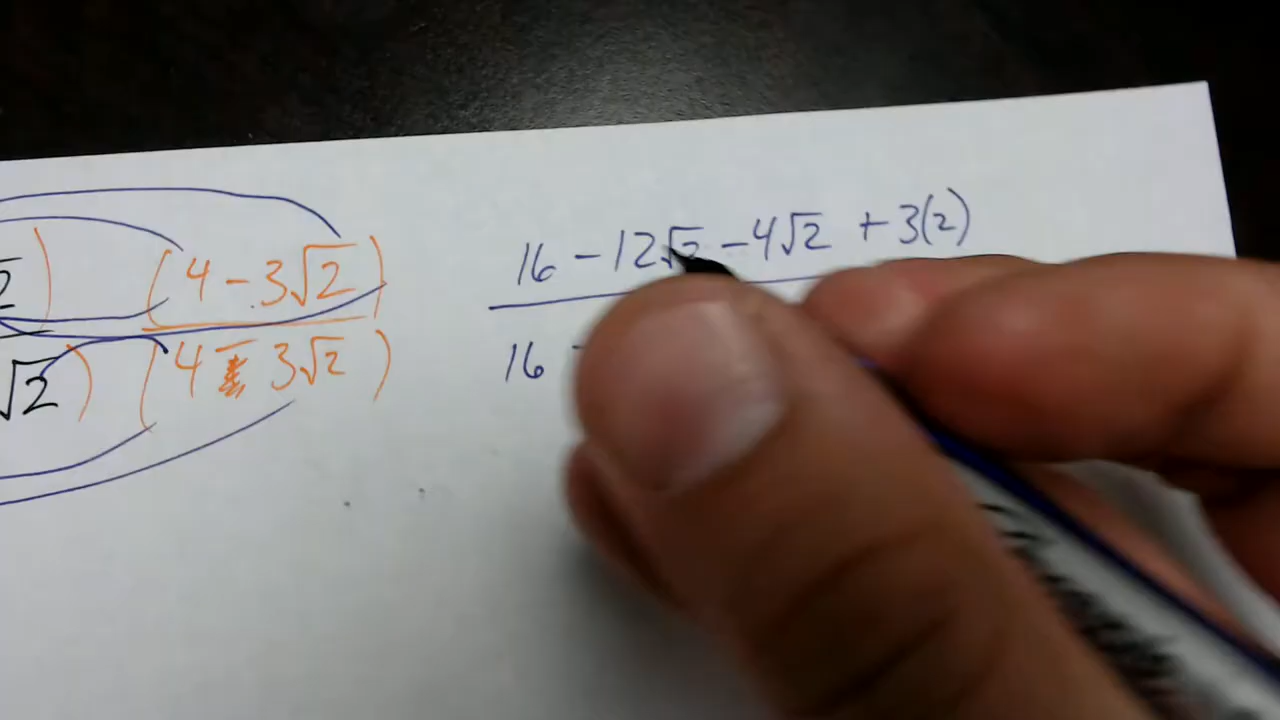 2) (4 - 3√2) 16 - 12√2 - 4√2 + 3(2)
√2) (4 - 3√2) 16 -